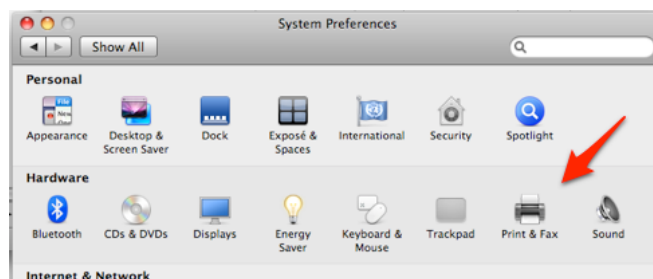 System Preferences
Show All
Personal
Appearance
Desktop &
Screen Saver
Dock
Exposé &
Spaces
International
Security
Spotlight
Hardware
Bluetooth
CDs & DVDs
Displays
Energy
Saver
Keyboard &
Mouse
Trackpad
Print & Fax
Sound
Internet & Network